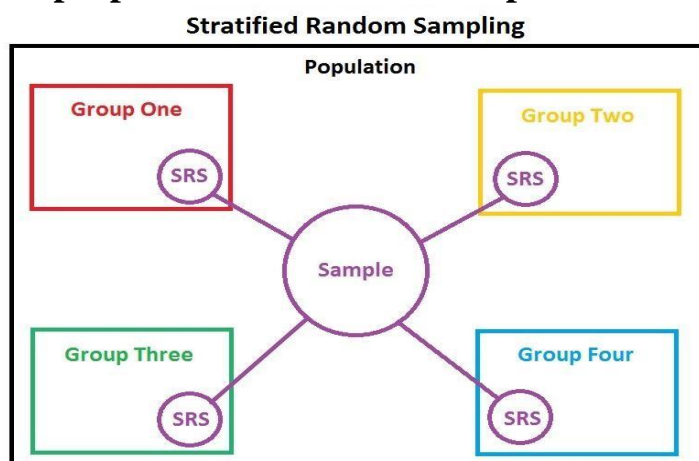 Stratified Random Sampling
Population
Group One
SRS
Group Two
SRS
Sample
Group Three
SRS
Group Four
SRS